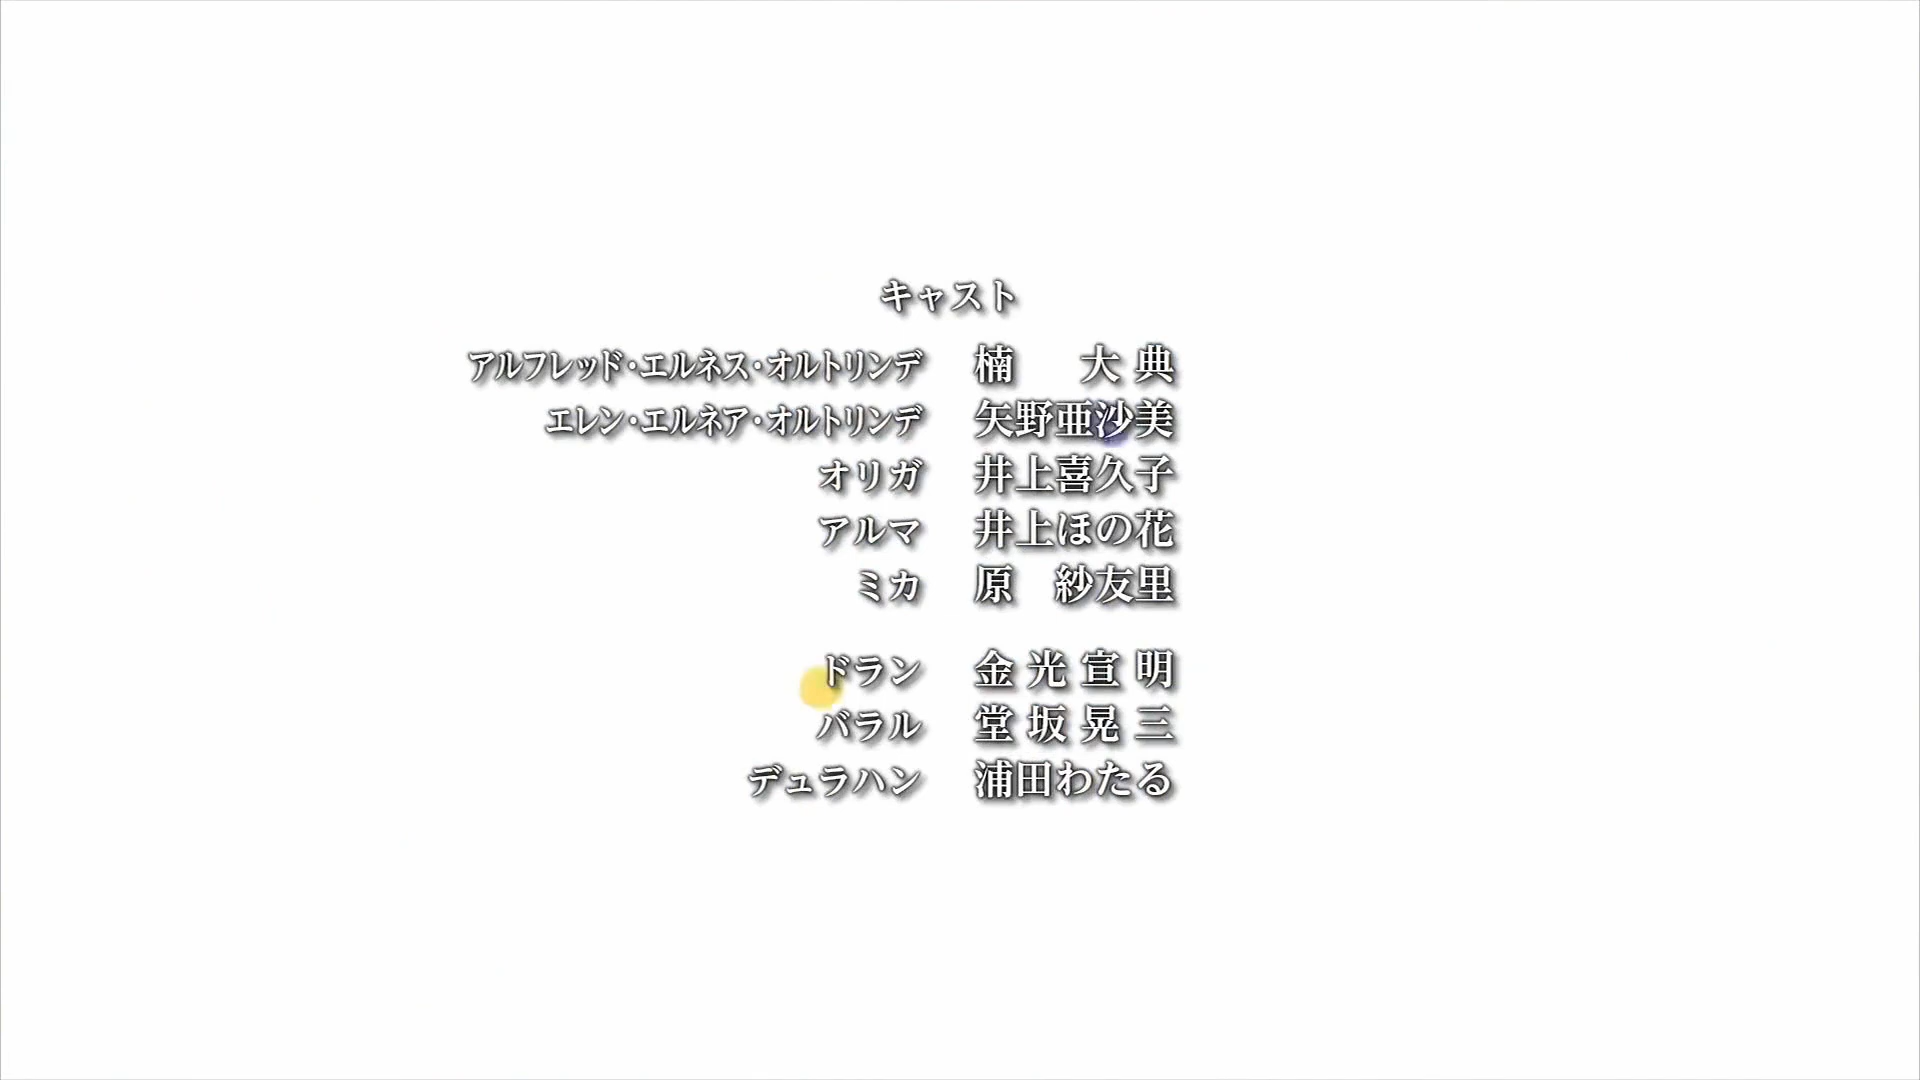 キャスト
アルフレッド・エルネス・オルトリンデ 楠 大典
エレン・エルネア・オルトリンデ 矢野亜沙美
オリガ 井上喜久子
アルマ 井上ほの花
ミカ 原 紗友里
ドラン 金光宣明
バラル 堂坂晃三
デュラハン 浦田わたる